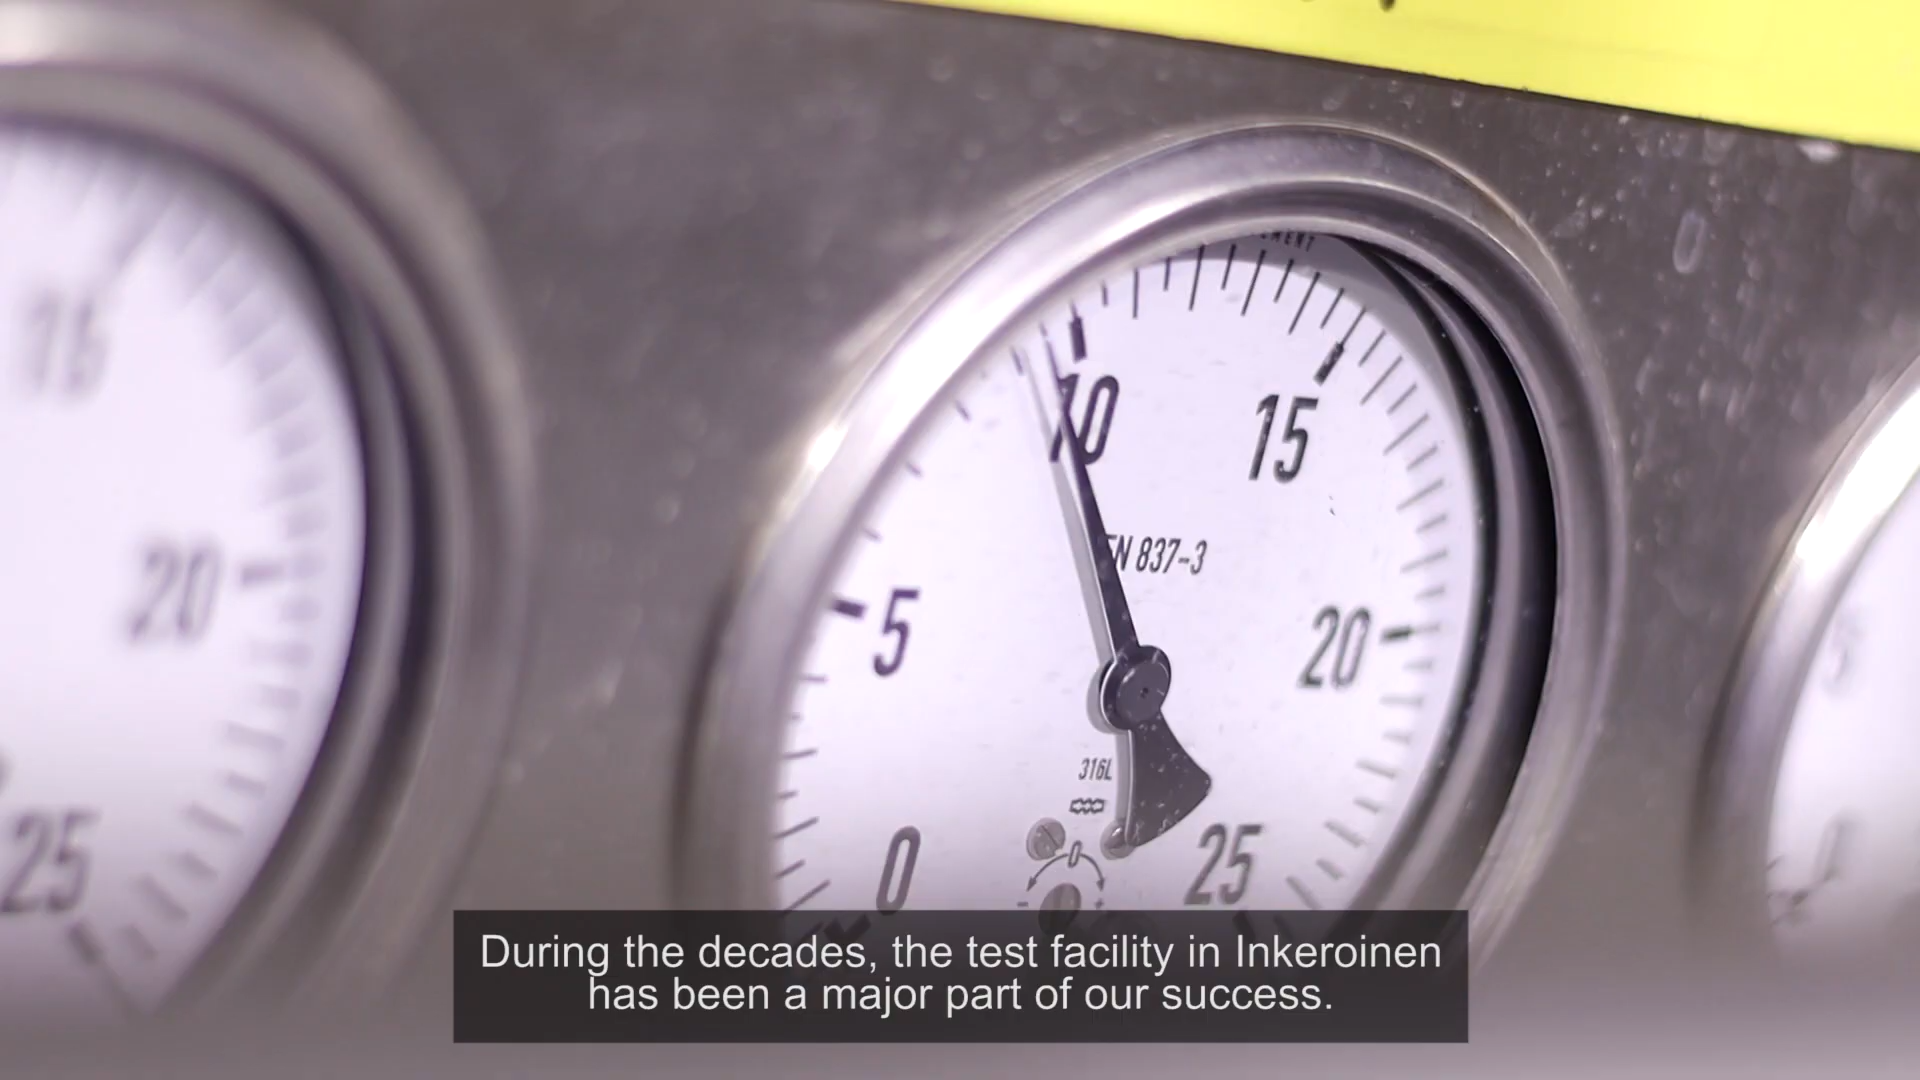 15
20
25
10
15
EN 837-3
5
20
316L
0
25
During the decades, the test facility in Inkeroinen
has been a major part of our success.